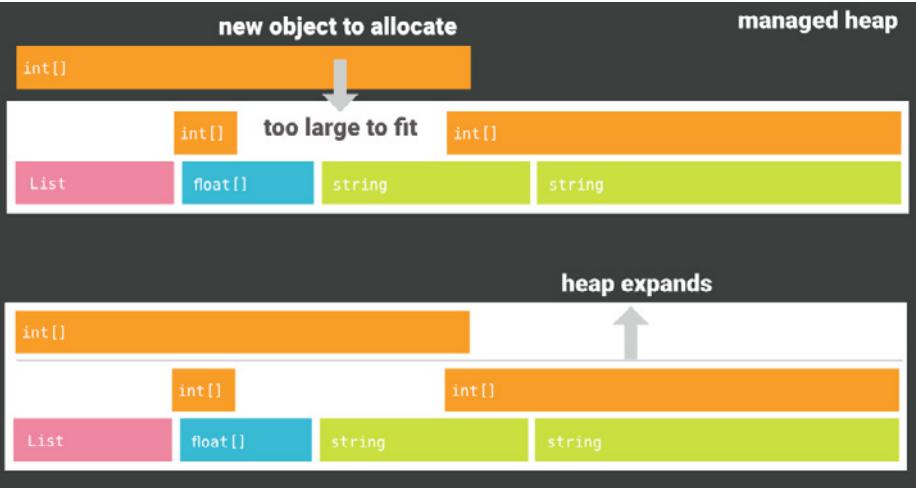 new object to allocate
managed heap
int[]
int[]
too large to fit
int[]
List
float[]
string
string
heap expands
int[]
int[]
int[]
List
float[]
string
string